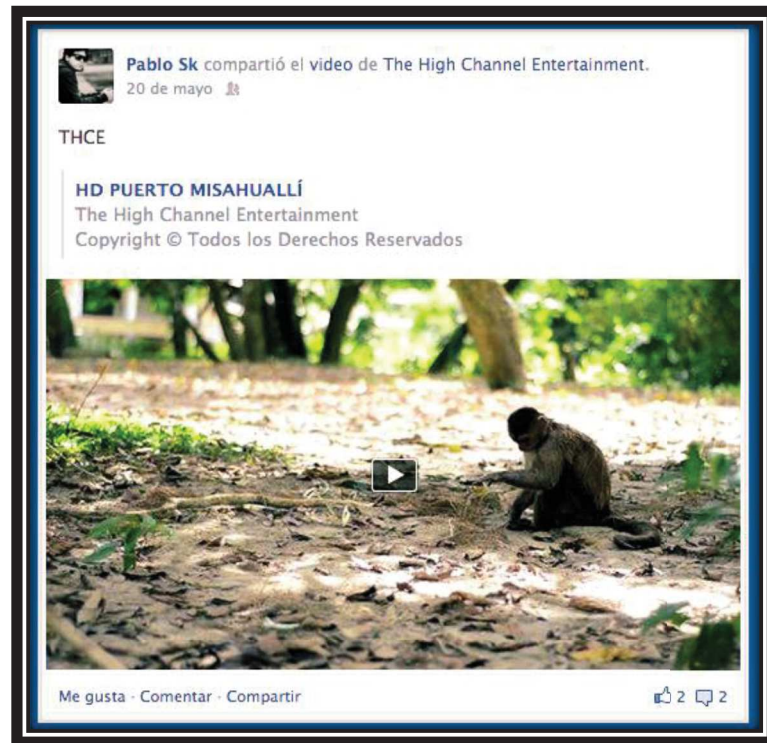 Pablo Sk compartió el video de The High Channel Entertainment.
20 de mayo
THCE
HD PUERTO MISAHUALLÍ
The High Channel Entertainment
Copyright © Todos los Derechos Reservados
Me gusta · Comentar · Compartir
2 2